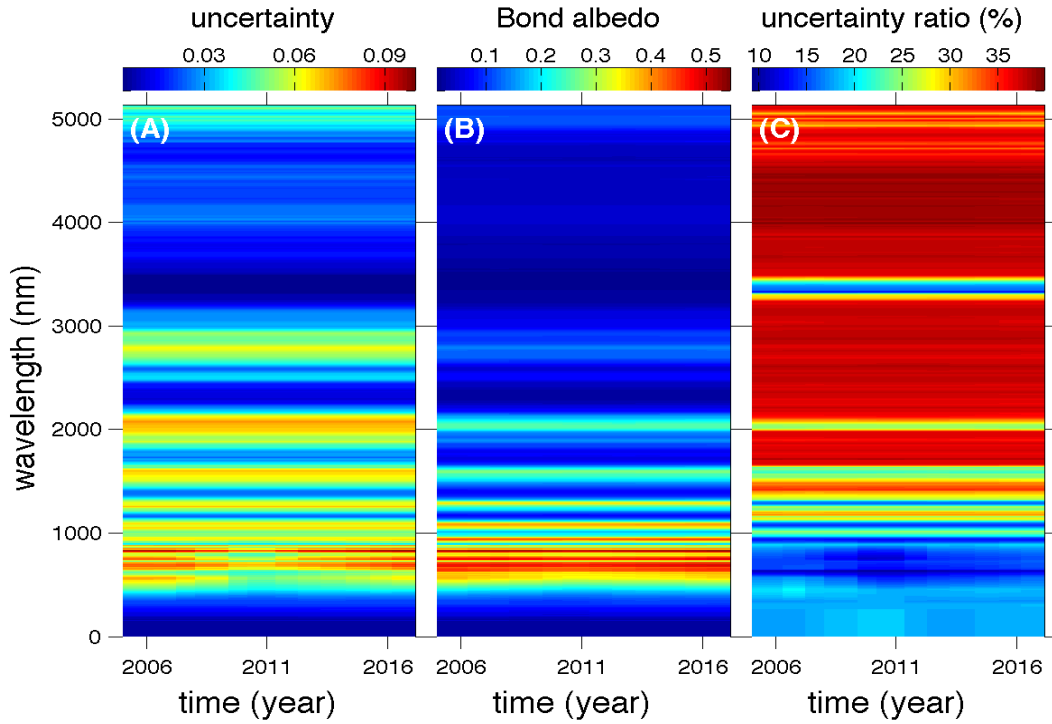 uncertainty
Bond albedo
uncertainty ratio (%)
0.03 0.06 0.09
0.1 0.2 0.3 0.4 0.5
10 15 20 25 30 35
(A)
(B)
(C)
wavelength (nm)
5000
4000
3000
2000
1000
0
2006 2011 2016
2006 2011 2016
2006 2011 2016
time (year)
time (year)
time (year)